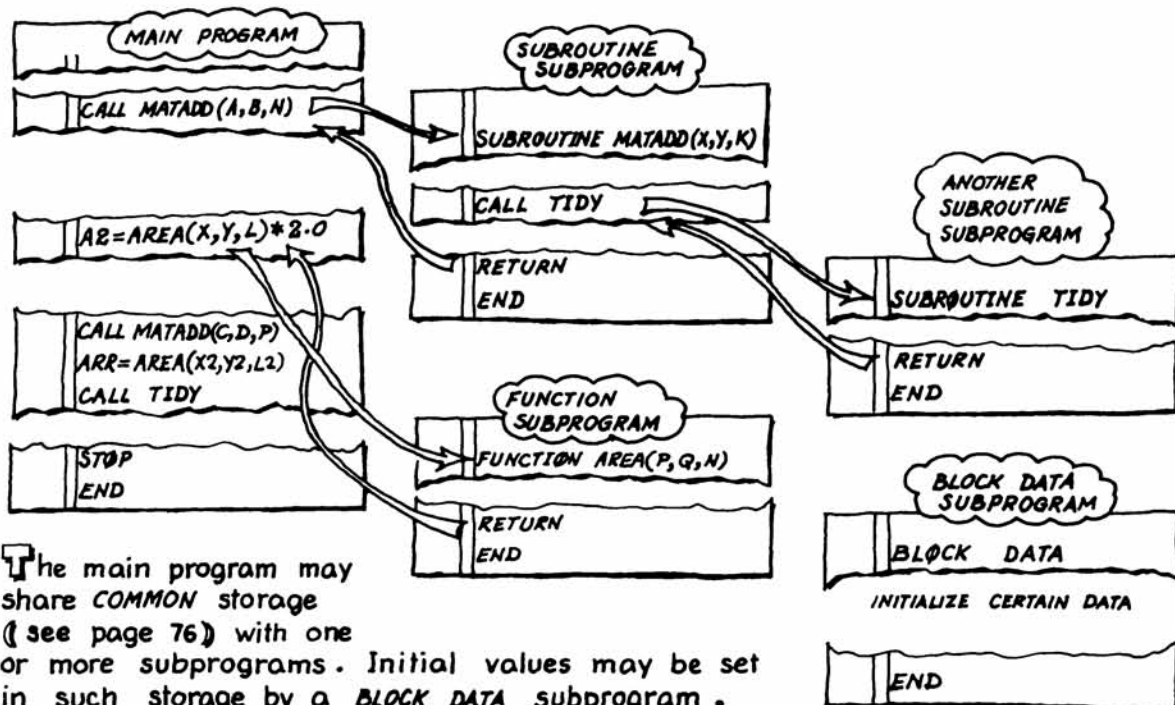 MAIN PROGRAM
CALL MATADD(A,B,N)
A2=AREA(X,Y,L)*2.0
CALL MATADD(C,D,P)
ARR=AREA(X2,Y2,L2)
CALL TIDY
STØP
END
SUBROUTINE
SUBPROGRAM
SUBROUTINE MATADD(X,Y,K)
CALL TIDY
RETURN
END
FUNCTION
SUBPROGRAM
FUNCTIØN AREA(P,Q,N)
RETURN
END
ANOTHER
SUBROUTINE
SUBPROGRAM
SUBRØUTINE TIDY
RETURN
END
BLOCK DATA
SUBPROGRAM
BLØCK DATA
INITIALIZE CERTAIN DATA
END
The main program may
share COMMON storage
(see page 76) with one
or more subprograms. Initial values may be set
in such storage by a BLOCK DATA subprogram.